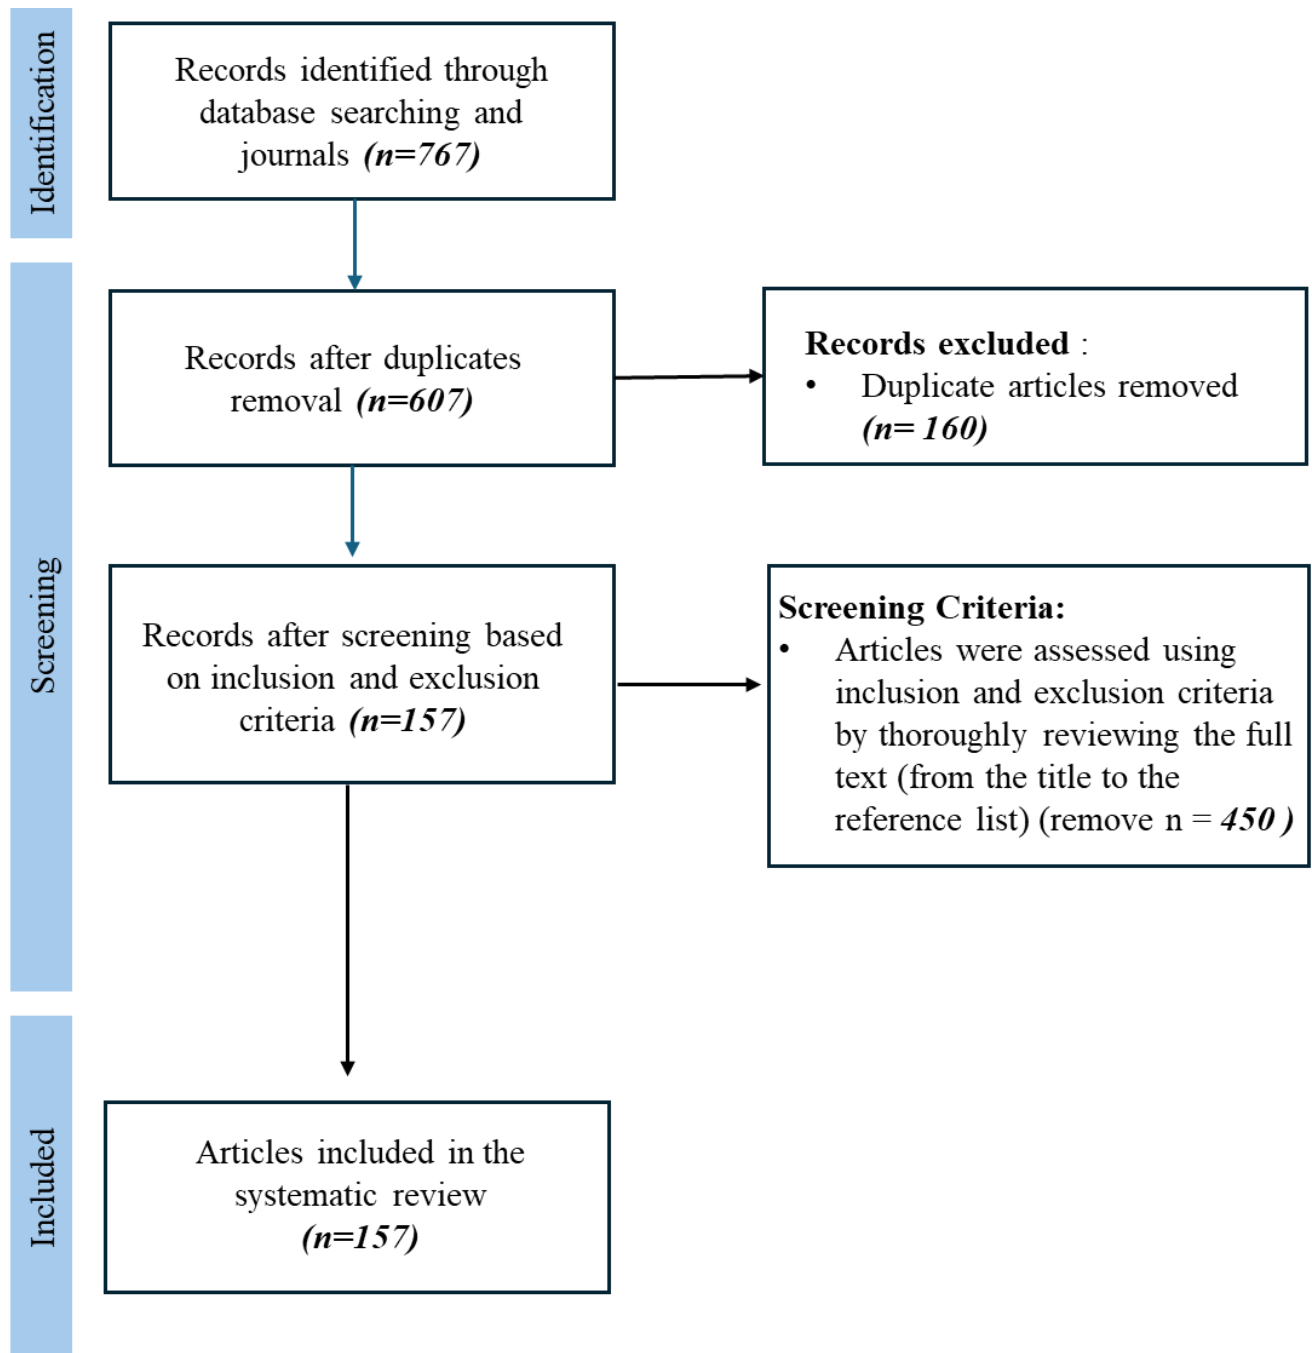 Identification
Records identified through
database searching and
journals (n=767)
Screening
Records after duplicates
removal (n=607)
Records excluded :
• Duplicate articles removed
(n= 160)
Records after screening based
on inclusion and exclusion
criteria (n=157)
Screening Criteria:
• Articles were assessed using
inclusion and exclusion criteria
by thoroughly reviewing the full
text (from the title to the
reference list) (remove n = 450 )
Included
Articles included in the
systematic review
(n=157)